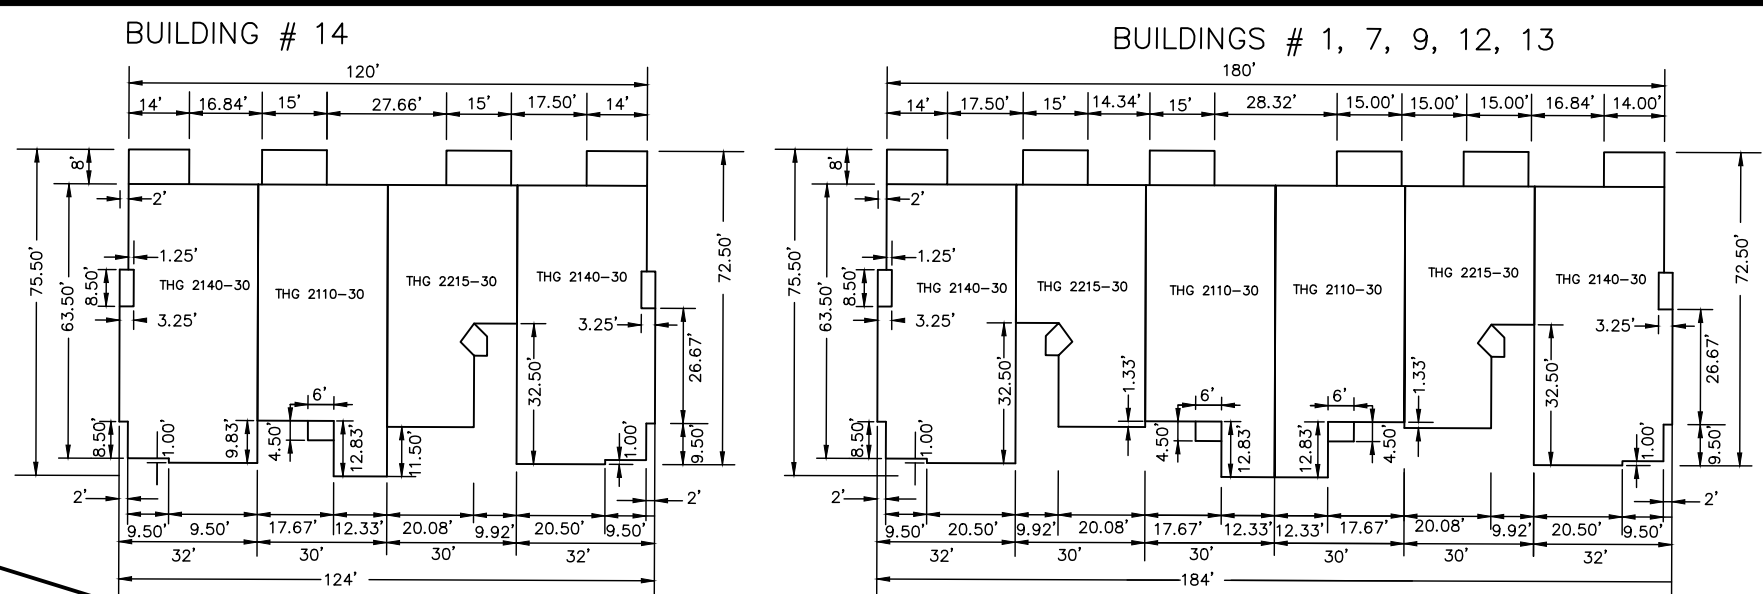 BUILDING # 14
BUILDINGS # 1, 7, 9, 12, 13
120'
180'
14' 16.84' 15' 27.66' 15' 17.50' 14'
14' 17.50' 15' 14.34' 15' 28.32' 15.00' 15.00' 15.00' 16.84' 14.00'
8'
8'
2'
2'
75.50'
63.50'
8.50'
1.25'
3.25'
THG 2140-30
THG 2110-30
THG 2215-30
THG 2140-30
3.25'
72.50'
26.67'
32.50'
6'
8.50'
1.00'
9.83'
4.50'
12.83'
11.50'
1.00'
9.50'
2'
2'
9.50' 9.50' 17.67' 12.33' 20.08' 9.92' 20.50' 9.50'
32' 30' 30' 32'
124'
75.50'
63.50'
8.50'
1.25'
3.25'
THG 2140-30
THG 2215-30
THG 2110-30
THG 2110-30
THG 2215-30
THG 2140-30
3.25'
72.50'
26.67'
32.50'
1.33'
6'
6'
1.33'
32.50'
8.50'
1.00'
4.50'
12.83'
12.83'
4.50'
1.00'
9.50'
2'
2'
9.50' 20.50' 9.92' 20.08' 17.67' 12.33' 12.33' 17.67' 20.08' 9.92' 20.50' 9.50'
32' 30' 30' 30' 30' 32'
184'